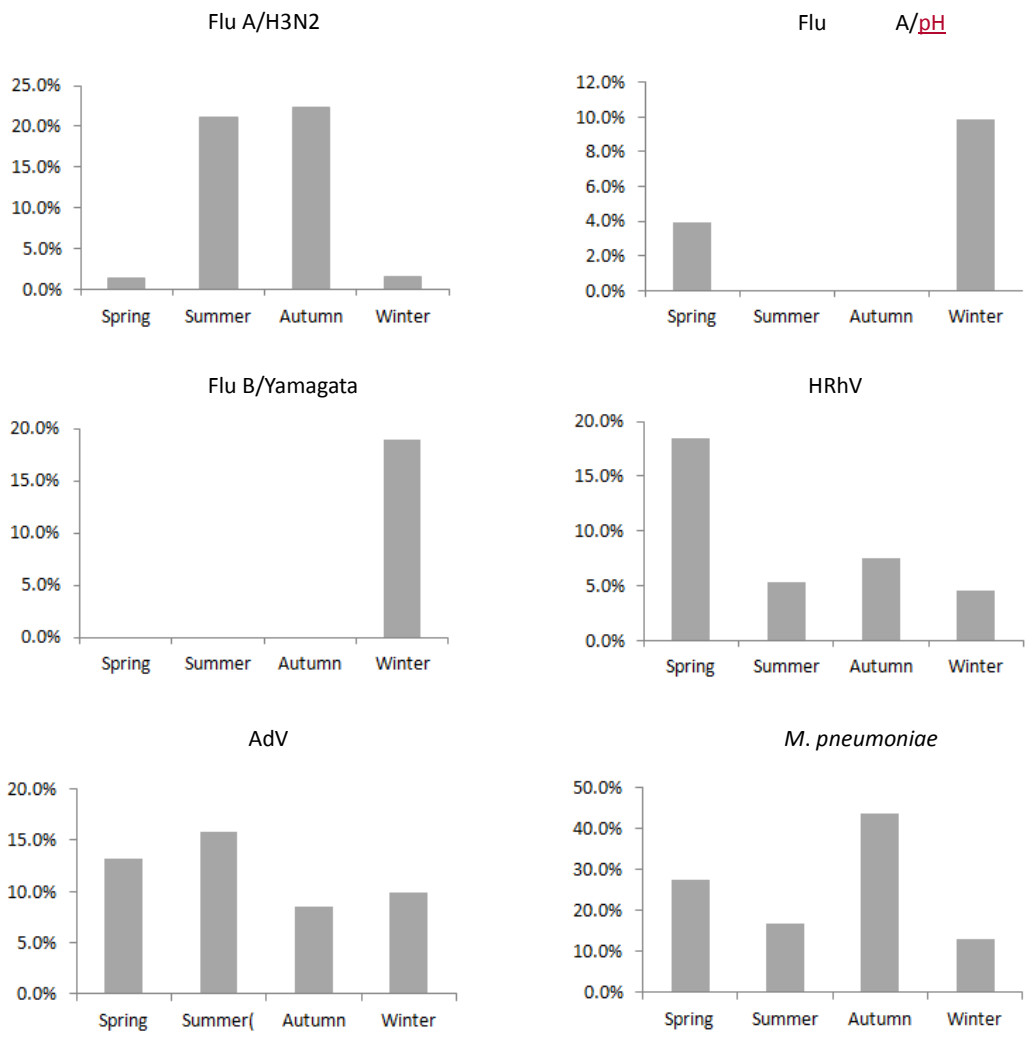 Flu A/H3N2
25.0%
20.0%
15.0%
10.0%
5.0%
0.0%
Spring Summer Autumn Winter
Flu A/pH
12.0%
10.0%
8.0%
6.0%
4.0%
2.0%
0.0%
Spring Summer Autumn Winter
Flu B/Yamagata
20.0%
15.0%
10.0%
5.0%
0.0%
Spring Summer Autumn Winter
HRhV
20.0%
15.0%
10.0%
5.0%
0.0%
Spring Summer Autumn Winter
AdV
20.0%
15.0%
10.0%
5.0%
0.0%
Spring Summer( Autumn Winter
M. pneumoniae
50.0%
40.0%
30.0%
20.0%
10.0%
0.0%
Spring Summer Autumn Winter